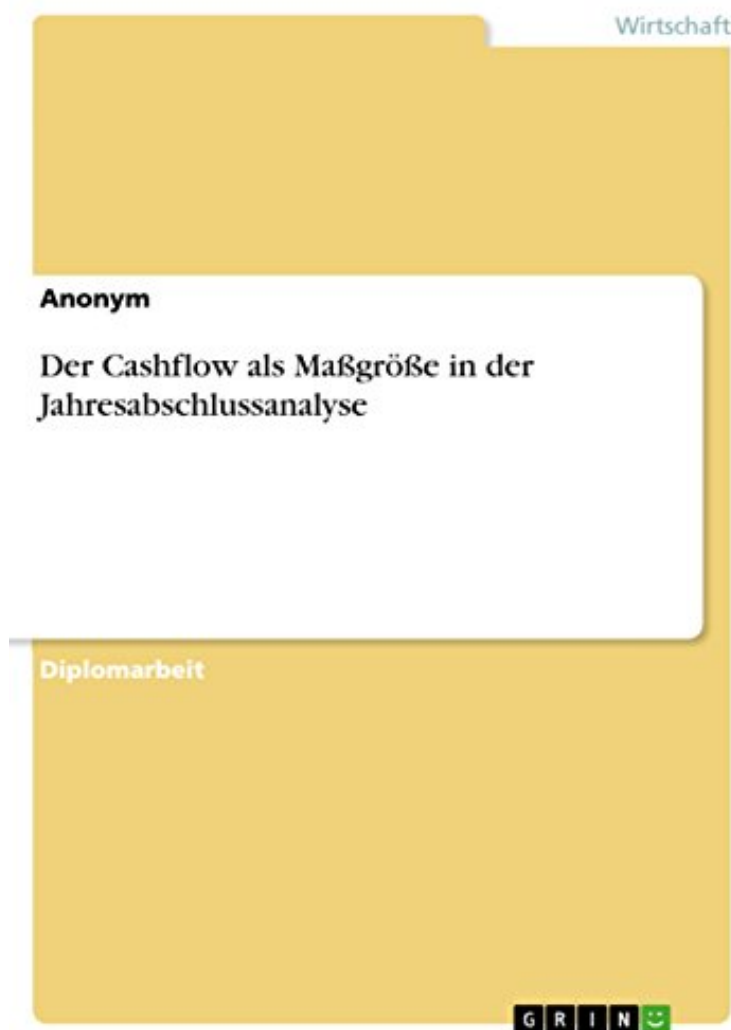 Wirtschaft
Anonym
Der Cashflow als Maßgröße in der
Jahresabschlussanalyse
Diplomarbeit
GRIN